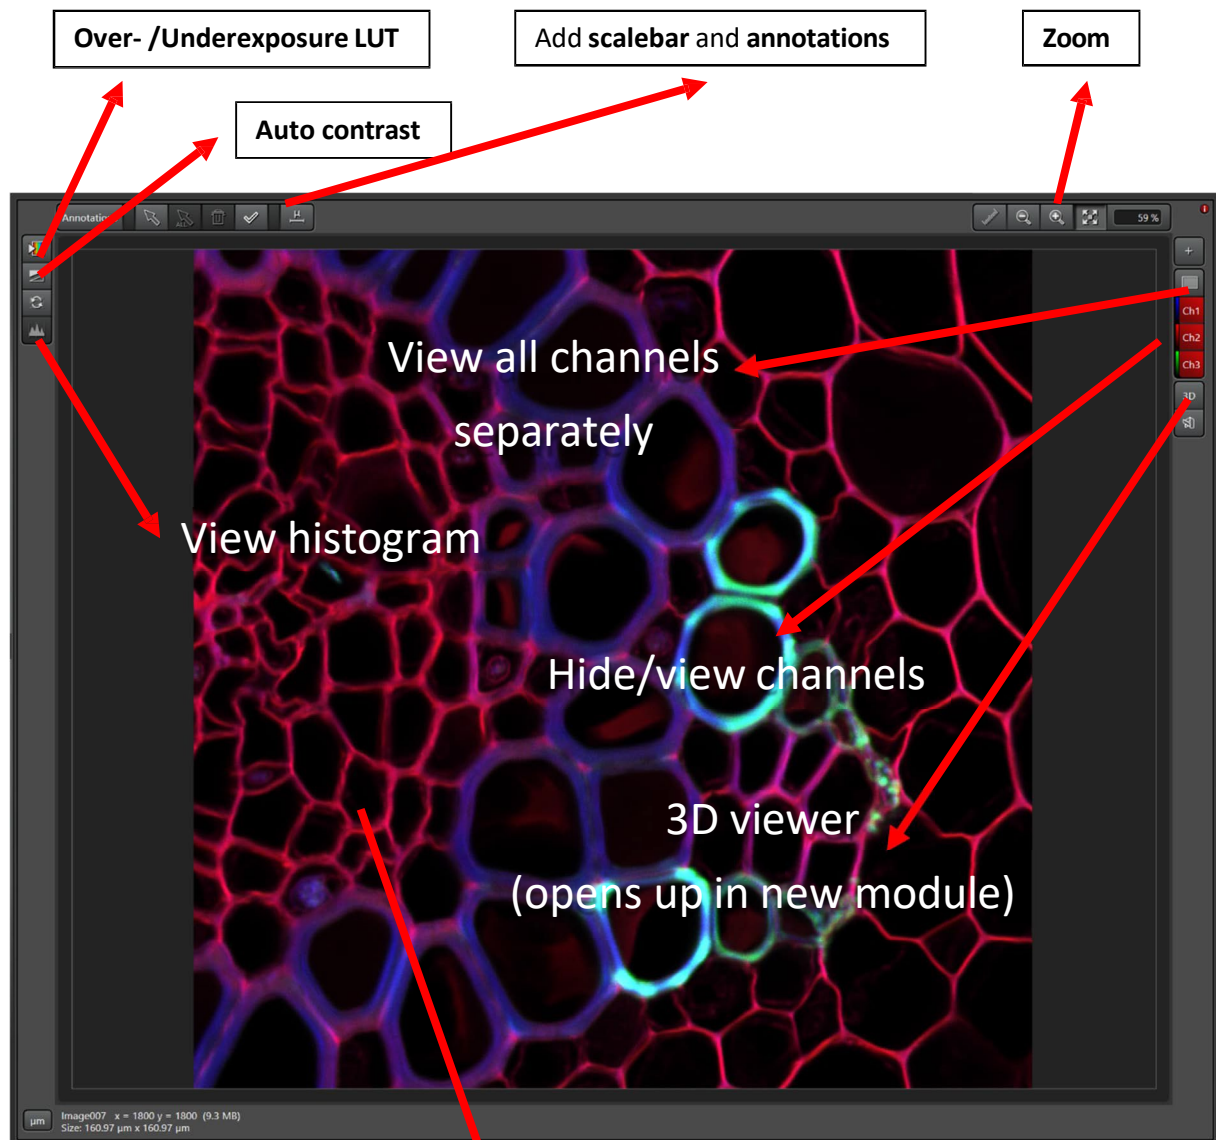 Over- /Underexposure LUT
Add scalebar and annotations
Zoom
Auto contrast
Annotation
ALL
59 %
Ch1
Ch2
Ch3
3D
View all channels
separately
View histogram
Hide/view channels
3D viewer
(opens up in new module)
µm
Image007 x = 1800 y = 1800 (9.3 MB)
Size: 160.97 µm x 160.97 µm